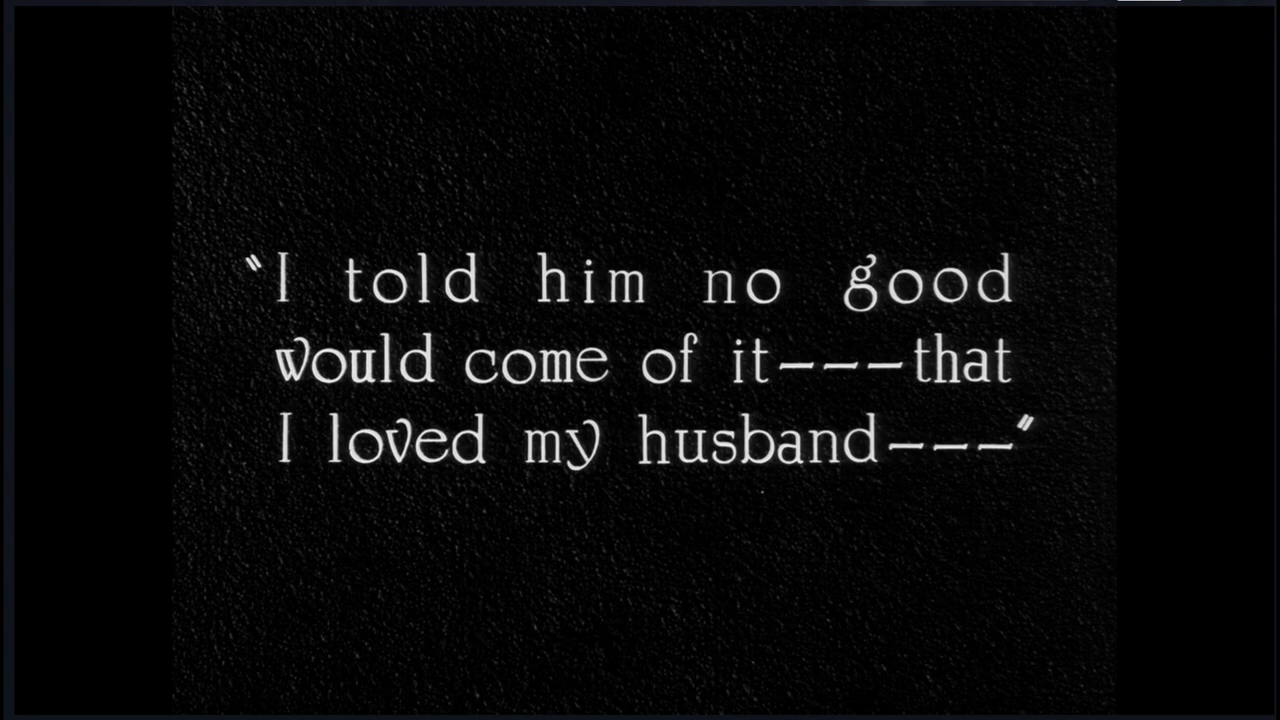 “I told him no good
would come of it---that
I loved my husband---”